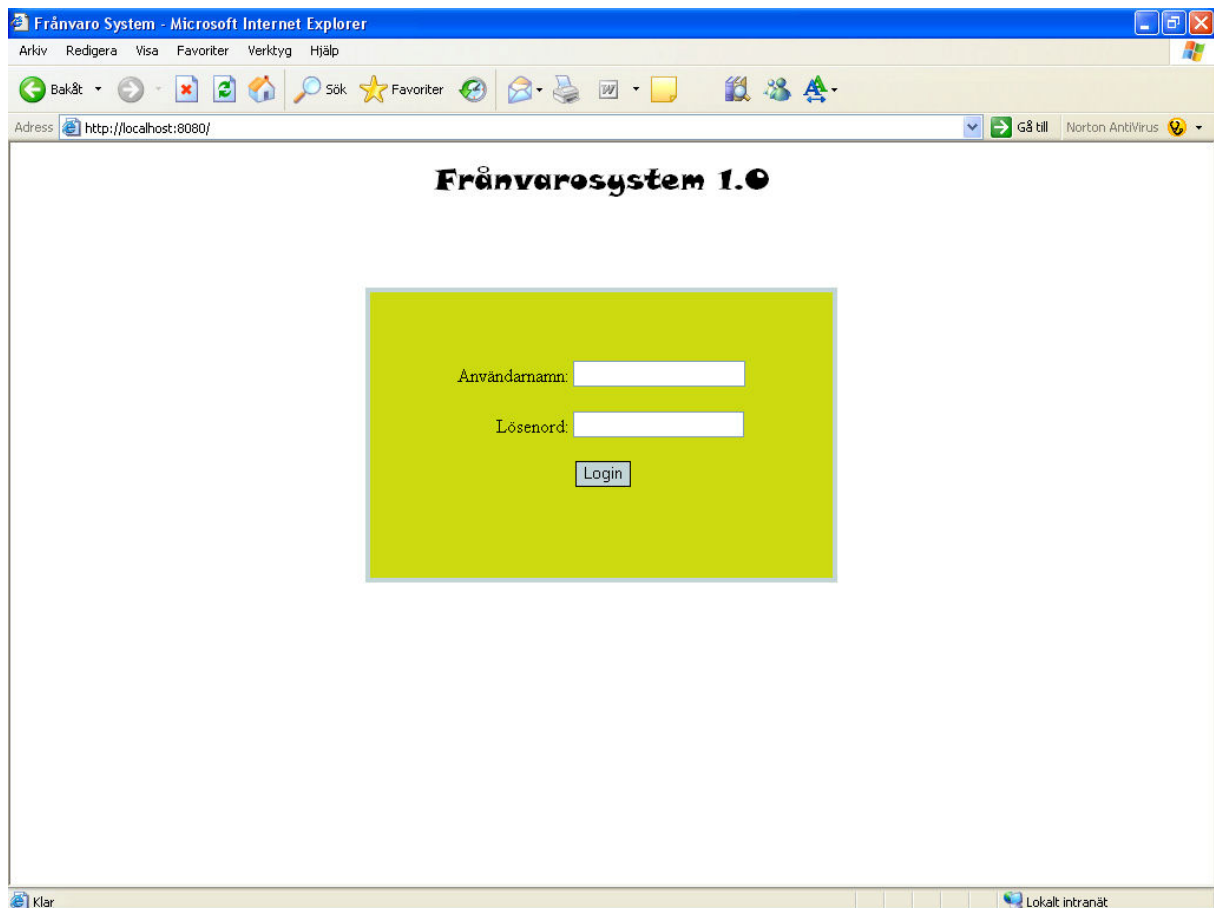 Frånvaro System - Microsoft Internet Explorer
Arkiv Redigera Visa Favoriter Verktyg Hjälp
Bakåt Sök Favoriter W
Adress http://localhost:8080/ Gå till Norton AntiVirus
Frånvarosystem 1.0
Användarnamn:
Lösenord:
Login
Klar Lokalt intranät